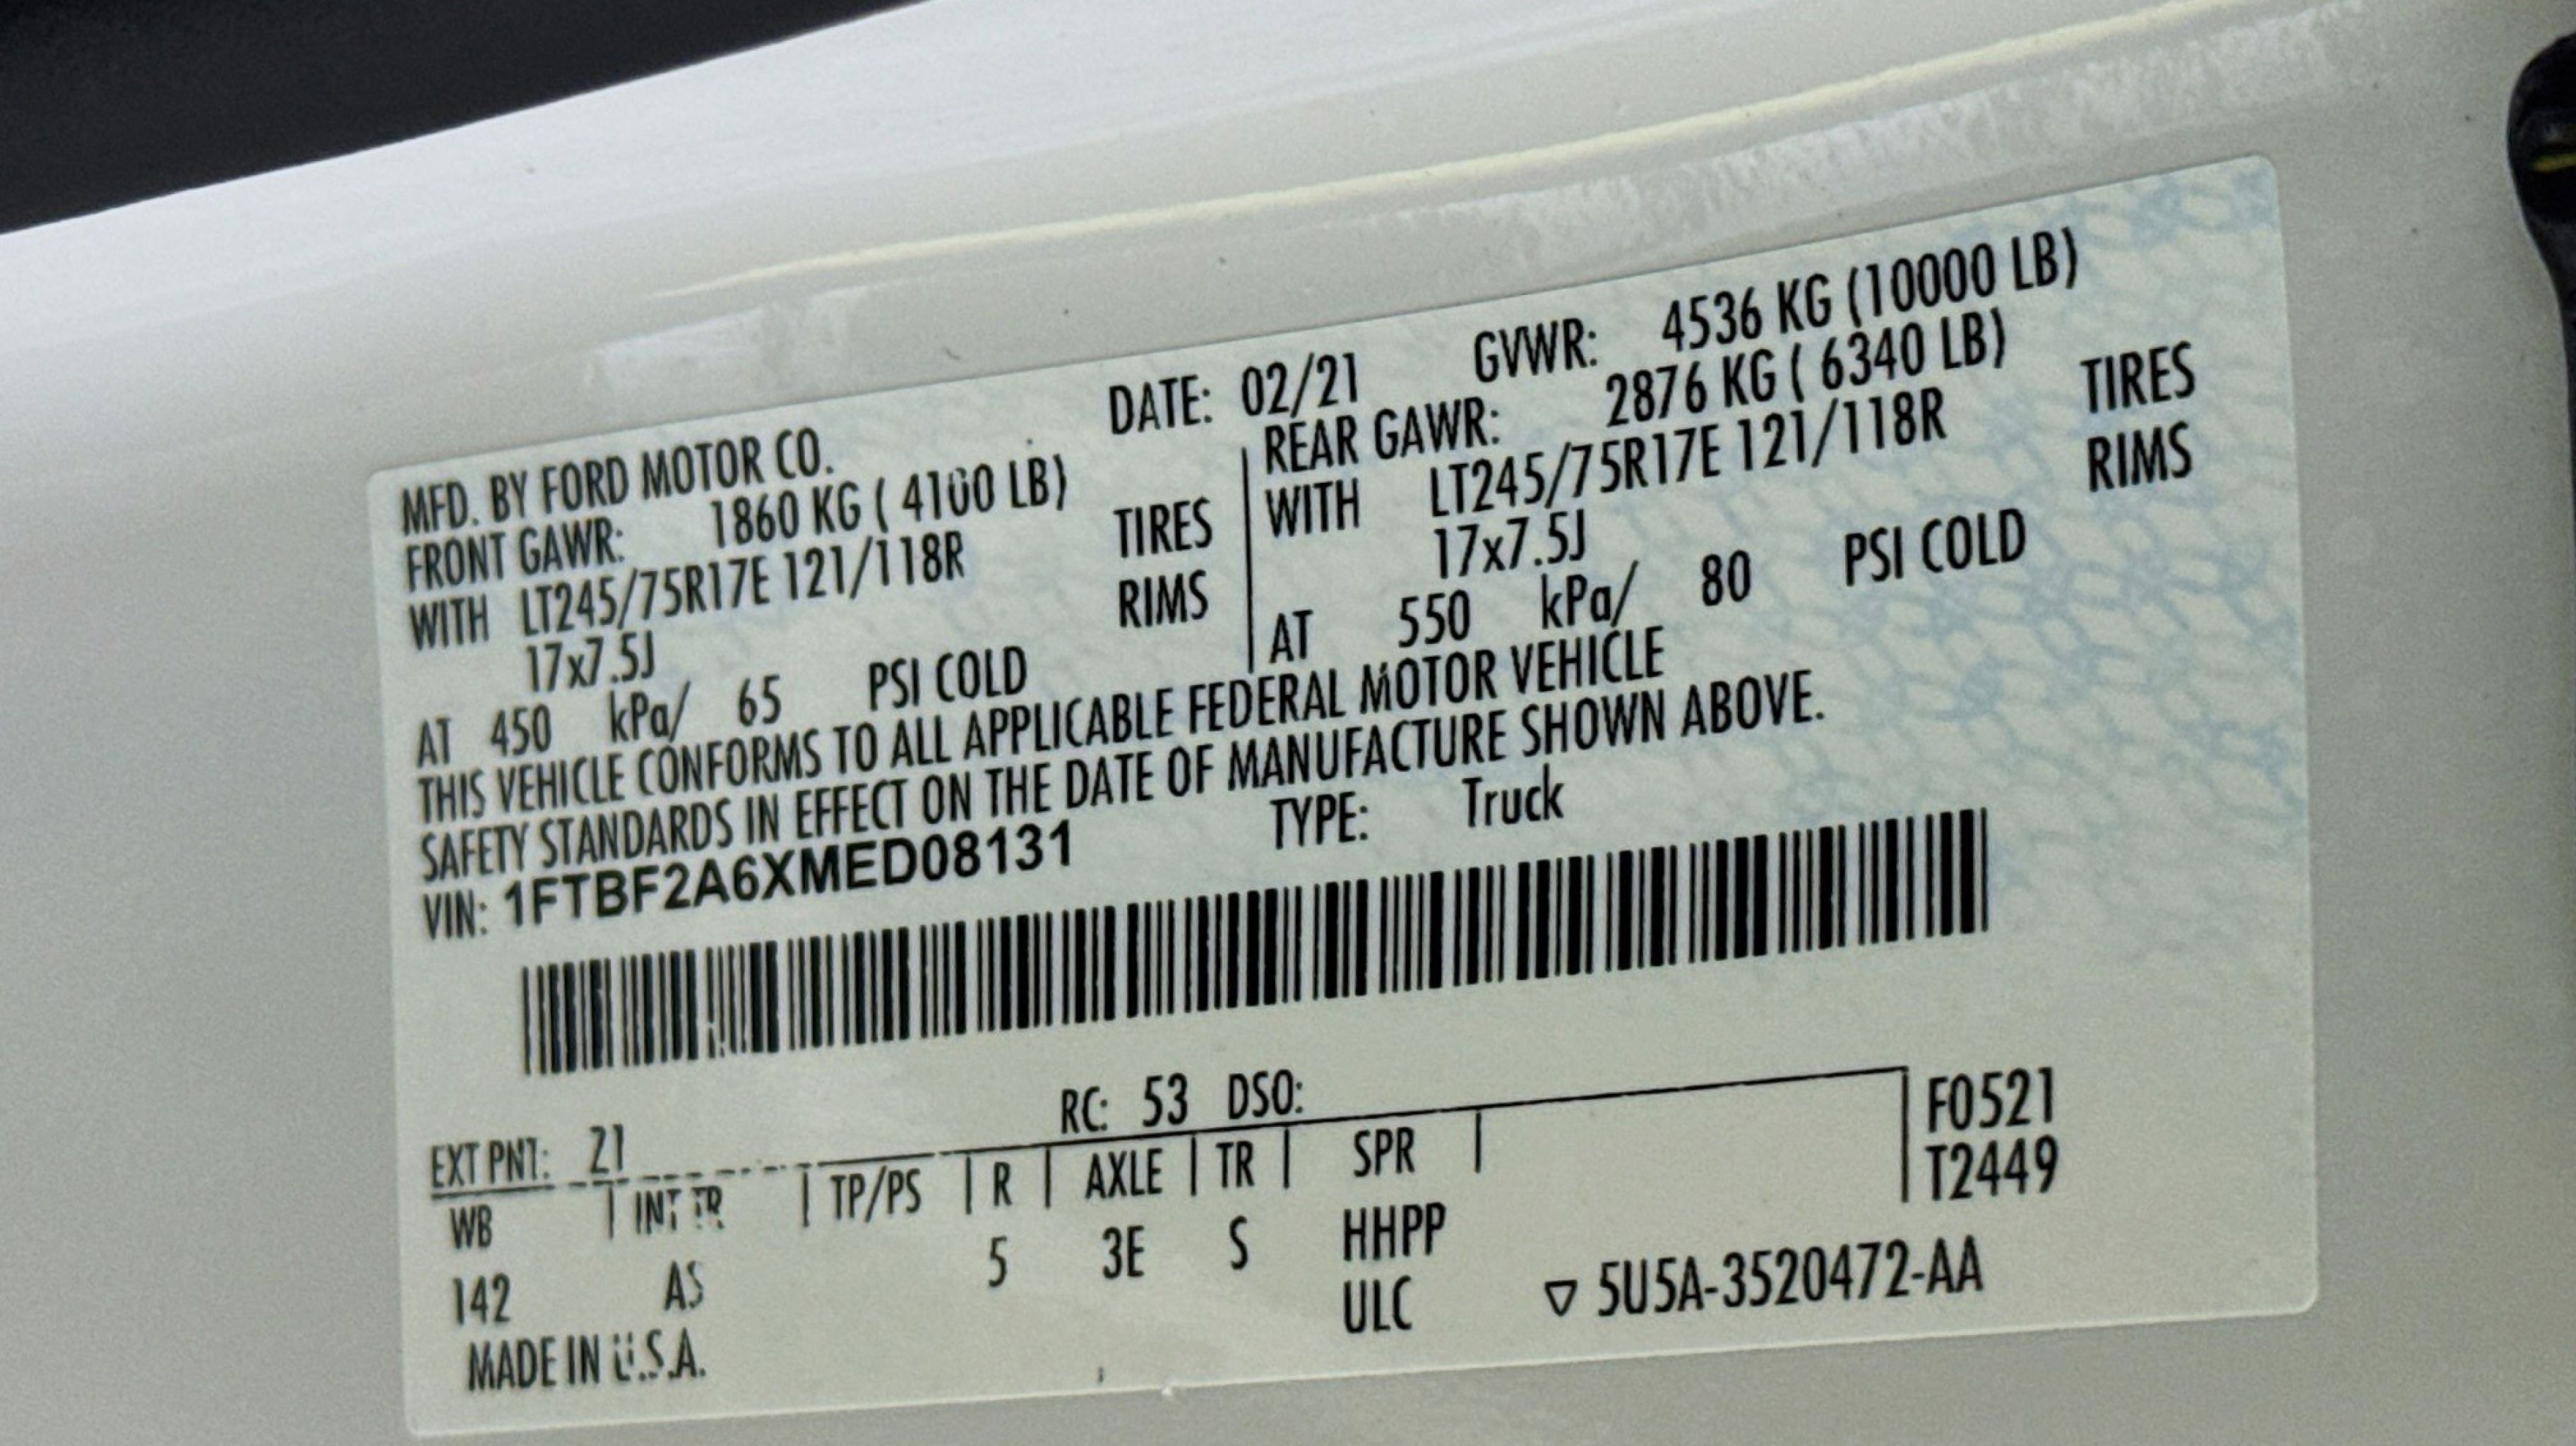 MFD. BY FORD MOTOR CO. DATE: 02/21 GVWR: 4536 KG (10000 LB)
FRONT GAWR: 1860 KG ( 4100 LB) REAR GAWR: 2876 KG ( 6340 LB)
WITH LT245/75R17E 121/118R TIRES WITH LT245/75R17E 121/118R TIRES
17x7.5J RIMS 17x7.5J RIMS
AT 450 kPa/ 65 PSI COLD AT 550 kPa/ 80 PSI COLD
THIS VEHICLE CONFORMS TO ALL APPLICABLE FEDERAL MOTOR VEHICLE
SAFETY STANDARDS IN EFFECT ON THE DATE OF MANUFACTURE SHOWN ABOVE.
VIN: 1FTBF2A6XMED08131 TYPE: Truck
EXT PNT: Z1 RC: 53 DSO: F0521
WB | INT TR | TP/PS | R | AXLE | TR | SPR | T2449
142 AS 5 3E S HHPP
ULC ▽ 5U5A-3520472-AA
MADE IN U.S.A.